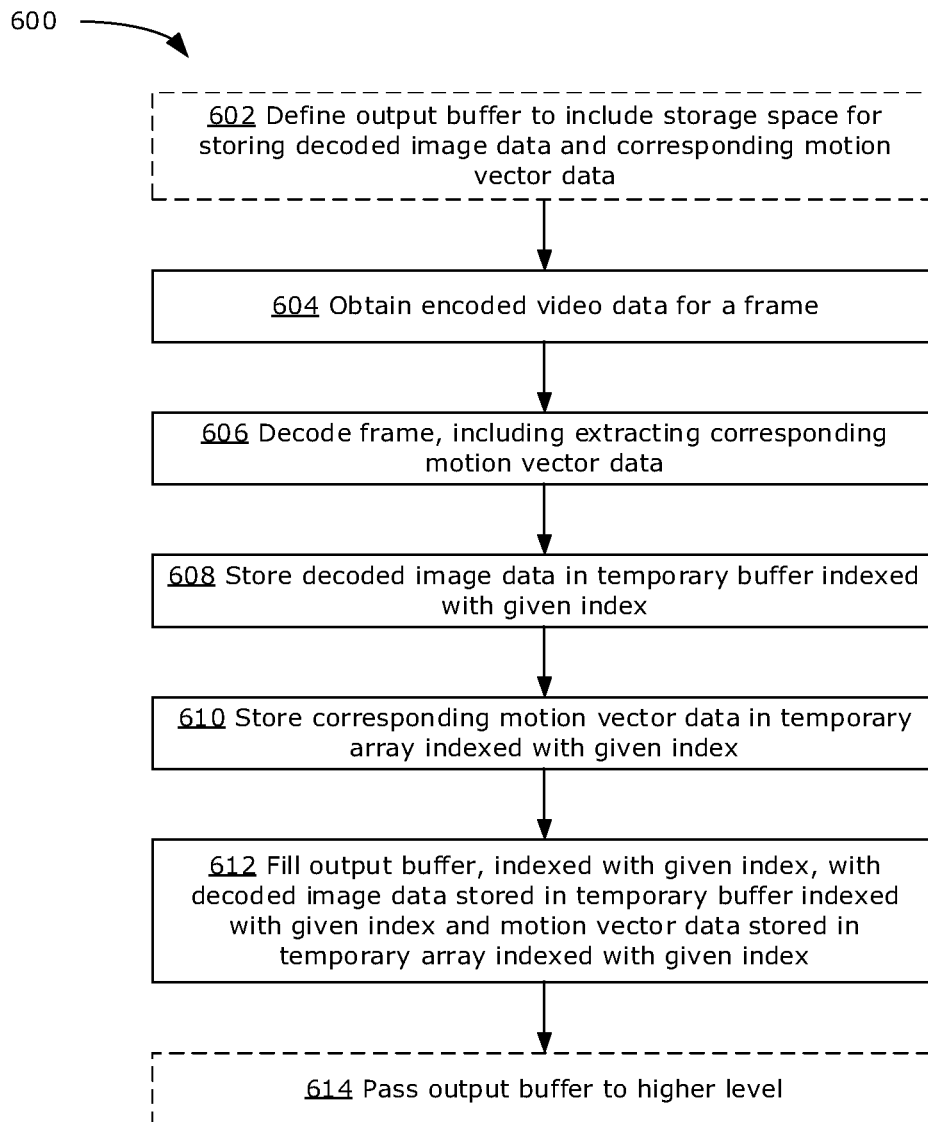 600
602 Define output buffer to include storage space for
storing decoded image data and corresponding motion
vector data
604 Obtain encoded video data for a frame
606 Decode frame, including extracting corresponding
motion vector data
608 Store decoded image data in temporary buffer indexed
with given index
610 Store corresponding motion vector data in temporary
array indexed with given index
612 Fill output buffer, indexed with given index, with
decoded image data stored in temporary buffer indexed
with given index and motion vector data stored in
temporary array indexed with given index
614 Pass output buffer to higher level